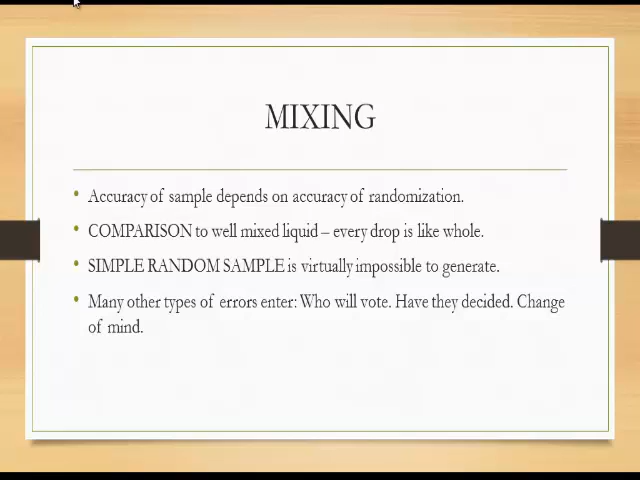 MIXING
Accuracy of sample depends on accuracy of randomization.
COMPARISON to well mixed liquid – every drop is like whole.
SIMPLE RANDOM SAMPLE is virtually impossible to generate.
Many other types of errors enter: Who will vote. Have they decided. Change
of mind.